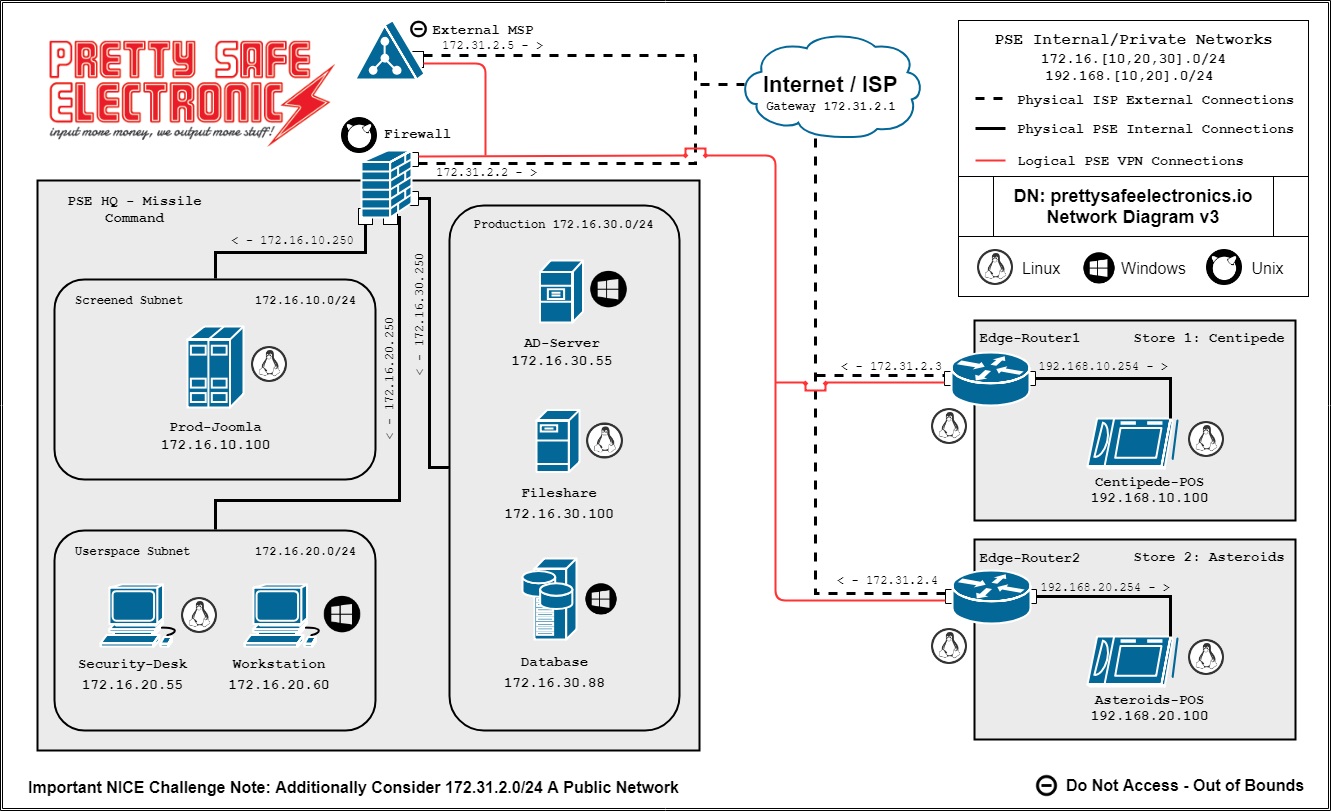 PRETTY SAFE
ELECTRONICS
input more money, we output more stuff!
External MSP
172.31.2.5 - >
Internet / ISP
Gateway 172.31.2.1
PSE Internal/Private Networks
172.16.[10,20,30].0/24
192.168.[10,20].0/24
Physical ISP External Connections
Physical PSE Internal Connections
Logical PSE VPN Connections
DN: prettysafeelectronics.io
Network Diagram v3
Linux
Windows
Unix
Firewall
172.31.2.2 - >
PSE HQ - Missile
Command
< - 172.16.10.250
< - 172.16.20.250
< - 172.16.30.250
Screened Subnet
172.16.10.0/24
Prod-Joomla
172.16.10.100
Userspace Subnet
172.16.20.0/24
Security-Desk
172.16.20.55
Workstation
172.16.20.60
Production 172.16.30.0/24
AD-Server
172.16.30.55
Fileshare
172.16.30.100
Database
172.16.30.88
Edge-Router1
Store 1: Centipede
< - 172.31.2.3
192.168.10.254 - >
Centipede-POS
192.168.10.100
Edge-Router2
Store 2: Asteroids
< - 172.31.2.4
192.168.20.254 - >
Asteroids-POS
192.168.20.100
Important NICE Challenge Note: Additionally Consider 172.31.2.0/24 A Public Network
Do Not Access - Out of Bounds